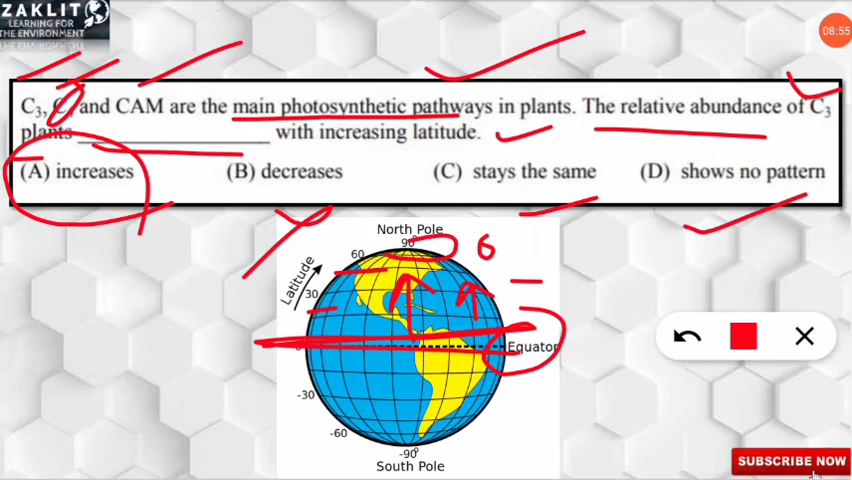 ZAKLIT
LEARNING FOR
THE ENVIRONMENT
08:55
C₃, C and CAM are the main photosynthetic pathways in plants. The relative abundance of C₃
plants ____________________ with increasing latitude.
(A) increases (B) decreases (C) stays the same (D) shows no pattern
North Pole
90°
60
6
Latitude
30
Equator
-30
-60
-90°
South Pole
SUBSCRIBE NOW